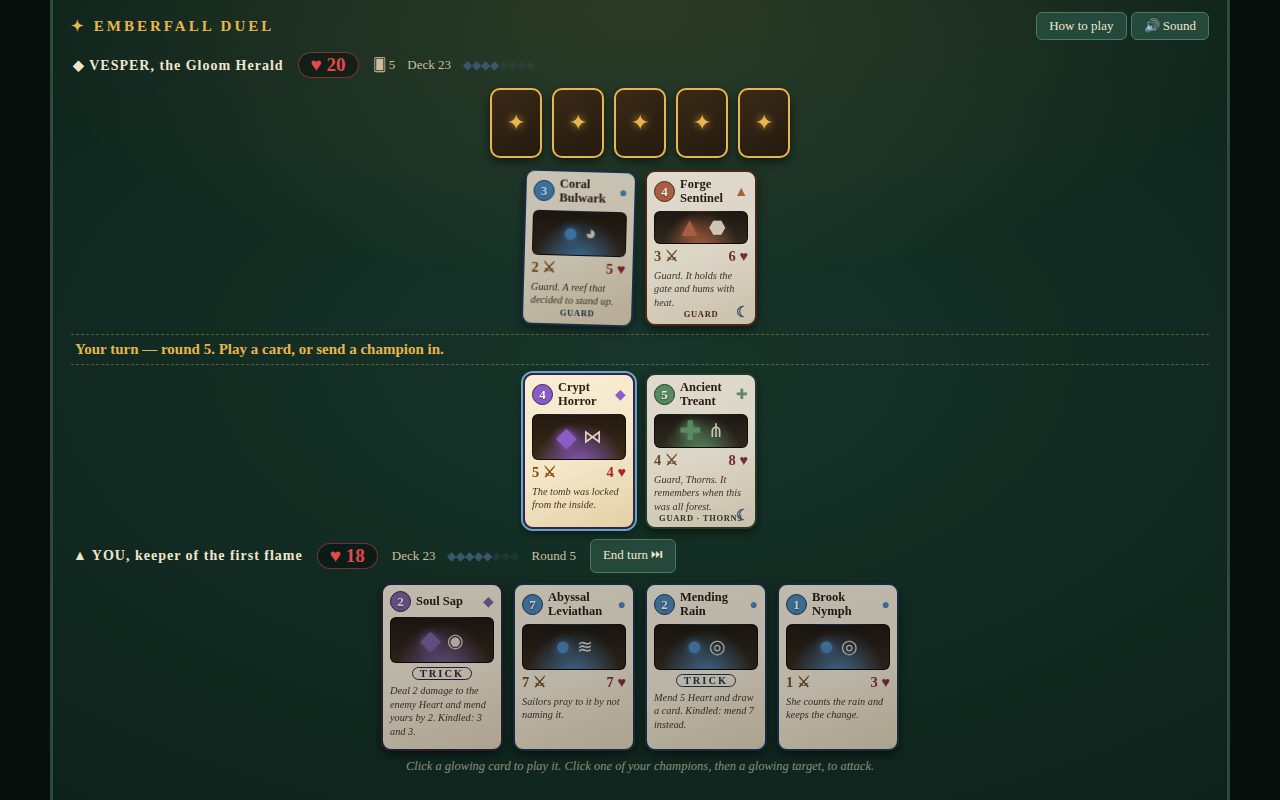 ✦ EMBERFALL DUEL
How to play
🔊 Sound
◆ VESPER, the Gloom Herald
♥ 20
🂠 5
Deck 23
3
Coral Bulwark
2 ⚔
5 ♥
Guard. A reef that
decided to stand up.
GUARD
4
Forge Sentinel
3 ⚔
6 ♥
Guard. It holds the
gate and hums with
heat.
GUARD
Your turn — round 5. Play a card, or send a champion in.
4
Crypt Horror
5 ⚔
4 ♥
The tomb was locked
from the inside.
5
Ancient Treant
4 ⚔
8 ♥
Guard, Thorns. It
remembers when this
was all forest.
GUARD · THORNS
▲ YOU, keeper of the first flame
♥ 18
Deck 23
Round 5
End turn ⏭
2
Soul Sap
TRICK
Deal 2 damage to the
enemy Heart and mend
yours by 2. Kindled: 3
and 3.
7
Abyssal Leviathan
7 ⚔
7 ♥
Sailors pray to it by not
naming it.
2
Mending Rain
TRICK
Mend 5 Heart and draw
a card. Kindled: mend 7
instead.
1
Brook Nymph
1 ⚔
3 ♥
She counts the rain and
keeps the change.
Click a glowing card to play it. Click one of your champions, then a glowing target, to attack.